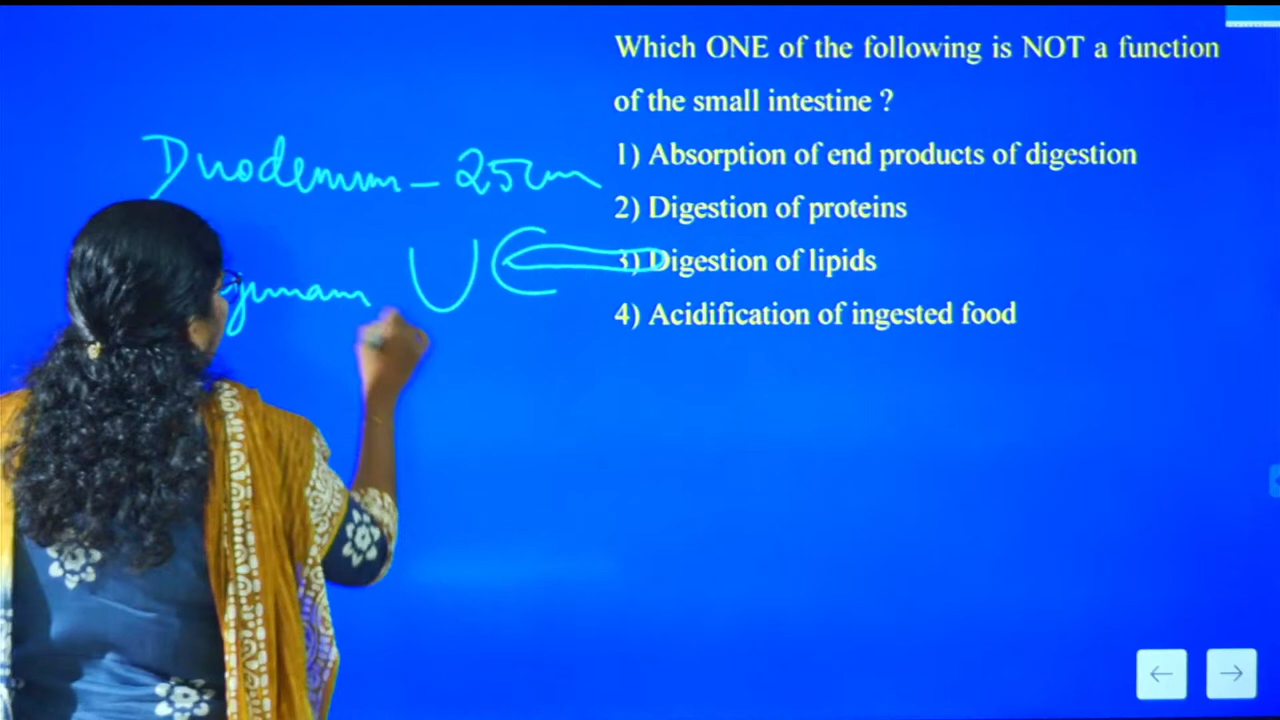 Which ONE of the following is NOT a function
of the small intestine ?
1) Absorption of end products of digestion
2) Digestion of proteins
3) Digestion of lipids
4) Acidification of ingested food
Duodenum - 25cm